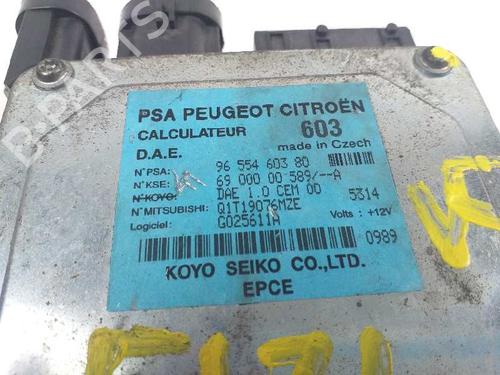 B-PARTS
PSA PEUGEOT CITROËN
CALCULATEUR 603
D.A.E. made in Czech
N°PSA: 96 554 603 80
N°KSE: 69 000 00 589/--A
N°KOYO: DAE 1.0 CEM 00 5314
N°MITSUBISHI: Q1T19076MZE
Logiciel: G025611A Volts : +12V
0989
KOYO SEIKO CO.,LTD.
EPCE